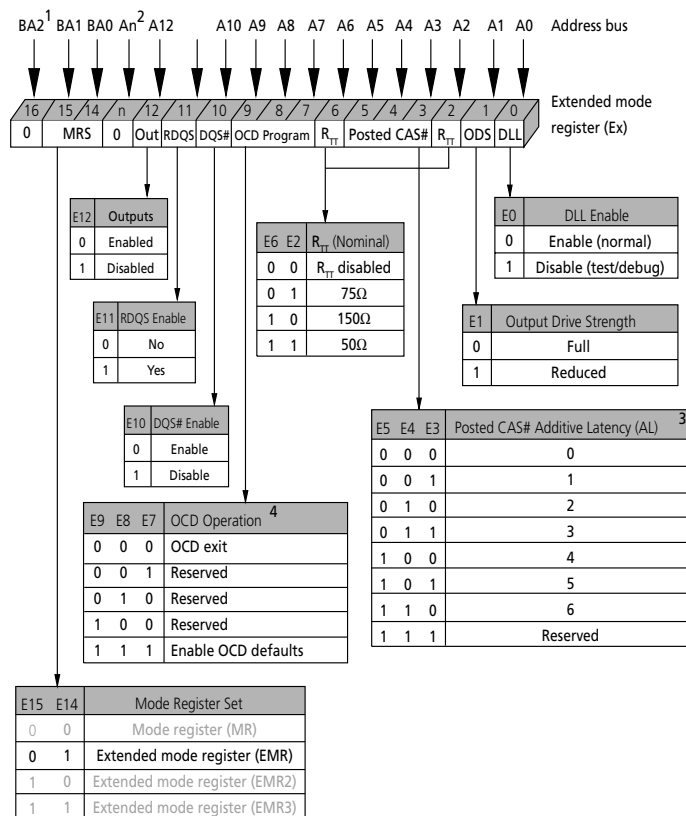 BA2¹ BA1 BA0 An² A12 A10 A9 A8 A7 A6 A5 A4 A3 A2 A1 A0 Address bus
16 15 14 n 12 11 10 9 8 7 6 5 4 3 2 1 0
Extended mode
register (Ex)
0 MRS 0 Out RDQS DQS# OCD Program R_TT Posted CAS# R_TT ODS DLL
E12 Outputs
0 Enabled
1 Disabled
E11 RDQS Enable
0 No
1 Yes
E10 DQS# Enable
0 Enable
1 Disable
E6 E2 R_TT (Nominal)
0 0 R_TT disabled
0 1 75Ω
1 0 150Ω
1 1 50Ω
E0 DLL Enable
0 Enable (normal)
1 Disable (test/debug)
E1 Output Drive Strength
0 Full
1 Reduced
E5 E4 E3 Posted CAS# Additive Latency (AL) 3
0 0 0 0
0 0 1 1
0 1 0 2
0 1 1 3
1 0 0 4
1 0 1 5
1 1 0 6
1 1 1 Reserved
E9 E8 E7 OCD Operation 4
0 0 0 OCD exit
0 0 1 Reserved
0 1 0 Reserved
1 0 0 Reserved
1 1 1 Enable OCD defaults
E15 E14 Mode Register Set
0 0 Mode register (MR)
0 1 Extended mode register (EMR)
1 0 Extended mode register (EMR2)
1 1 Extended mode register (EMR3)